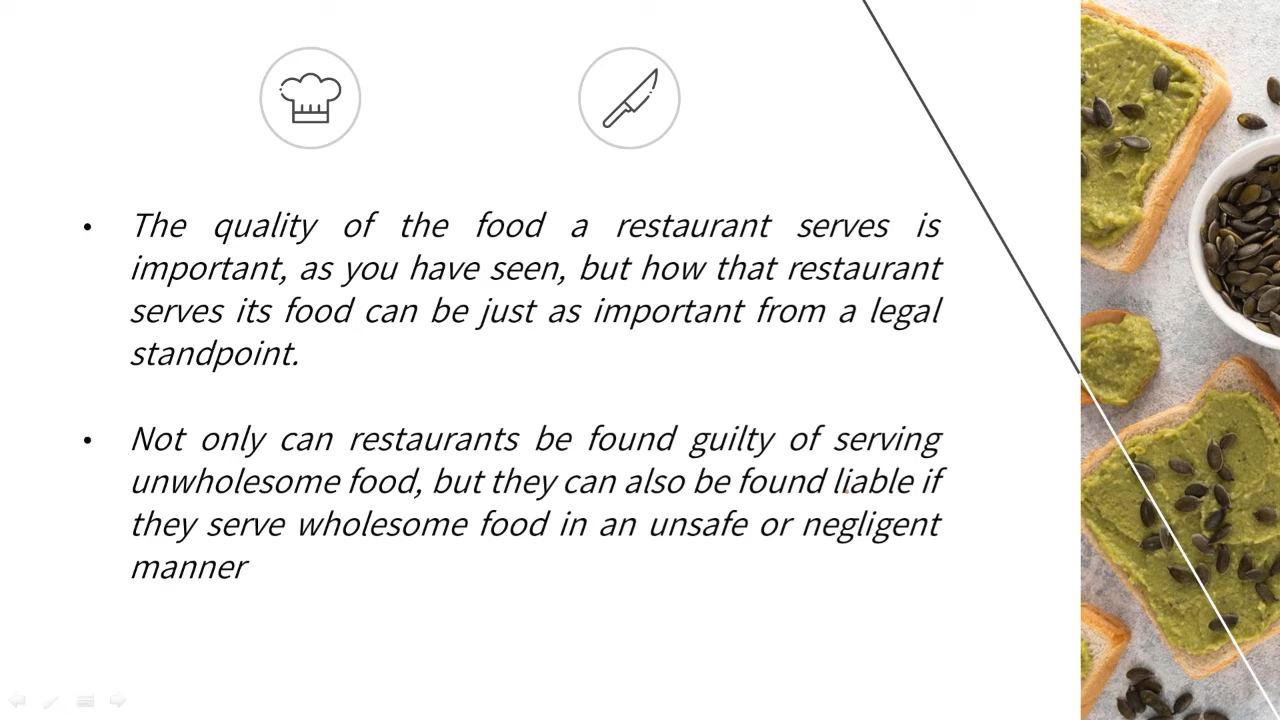 • The quality of the food a restaurant serves is
important, as you have seen, but how that restaurant
serves its food can be just as important from a legal
standpoint.
• Not only can restaurants be found guilty of serving
unwholesome food, but they can also be found liable if
they serve wholesome food in an unsafe or negligent
manner